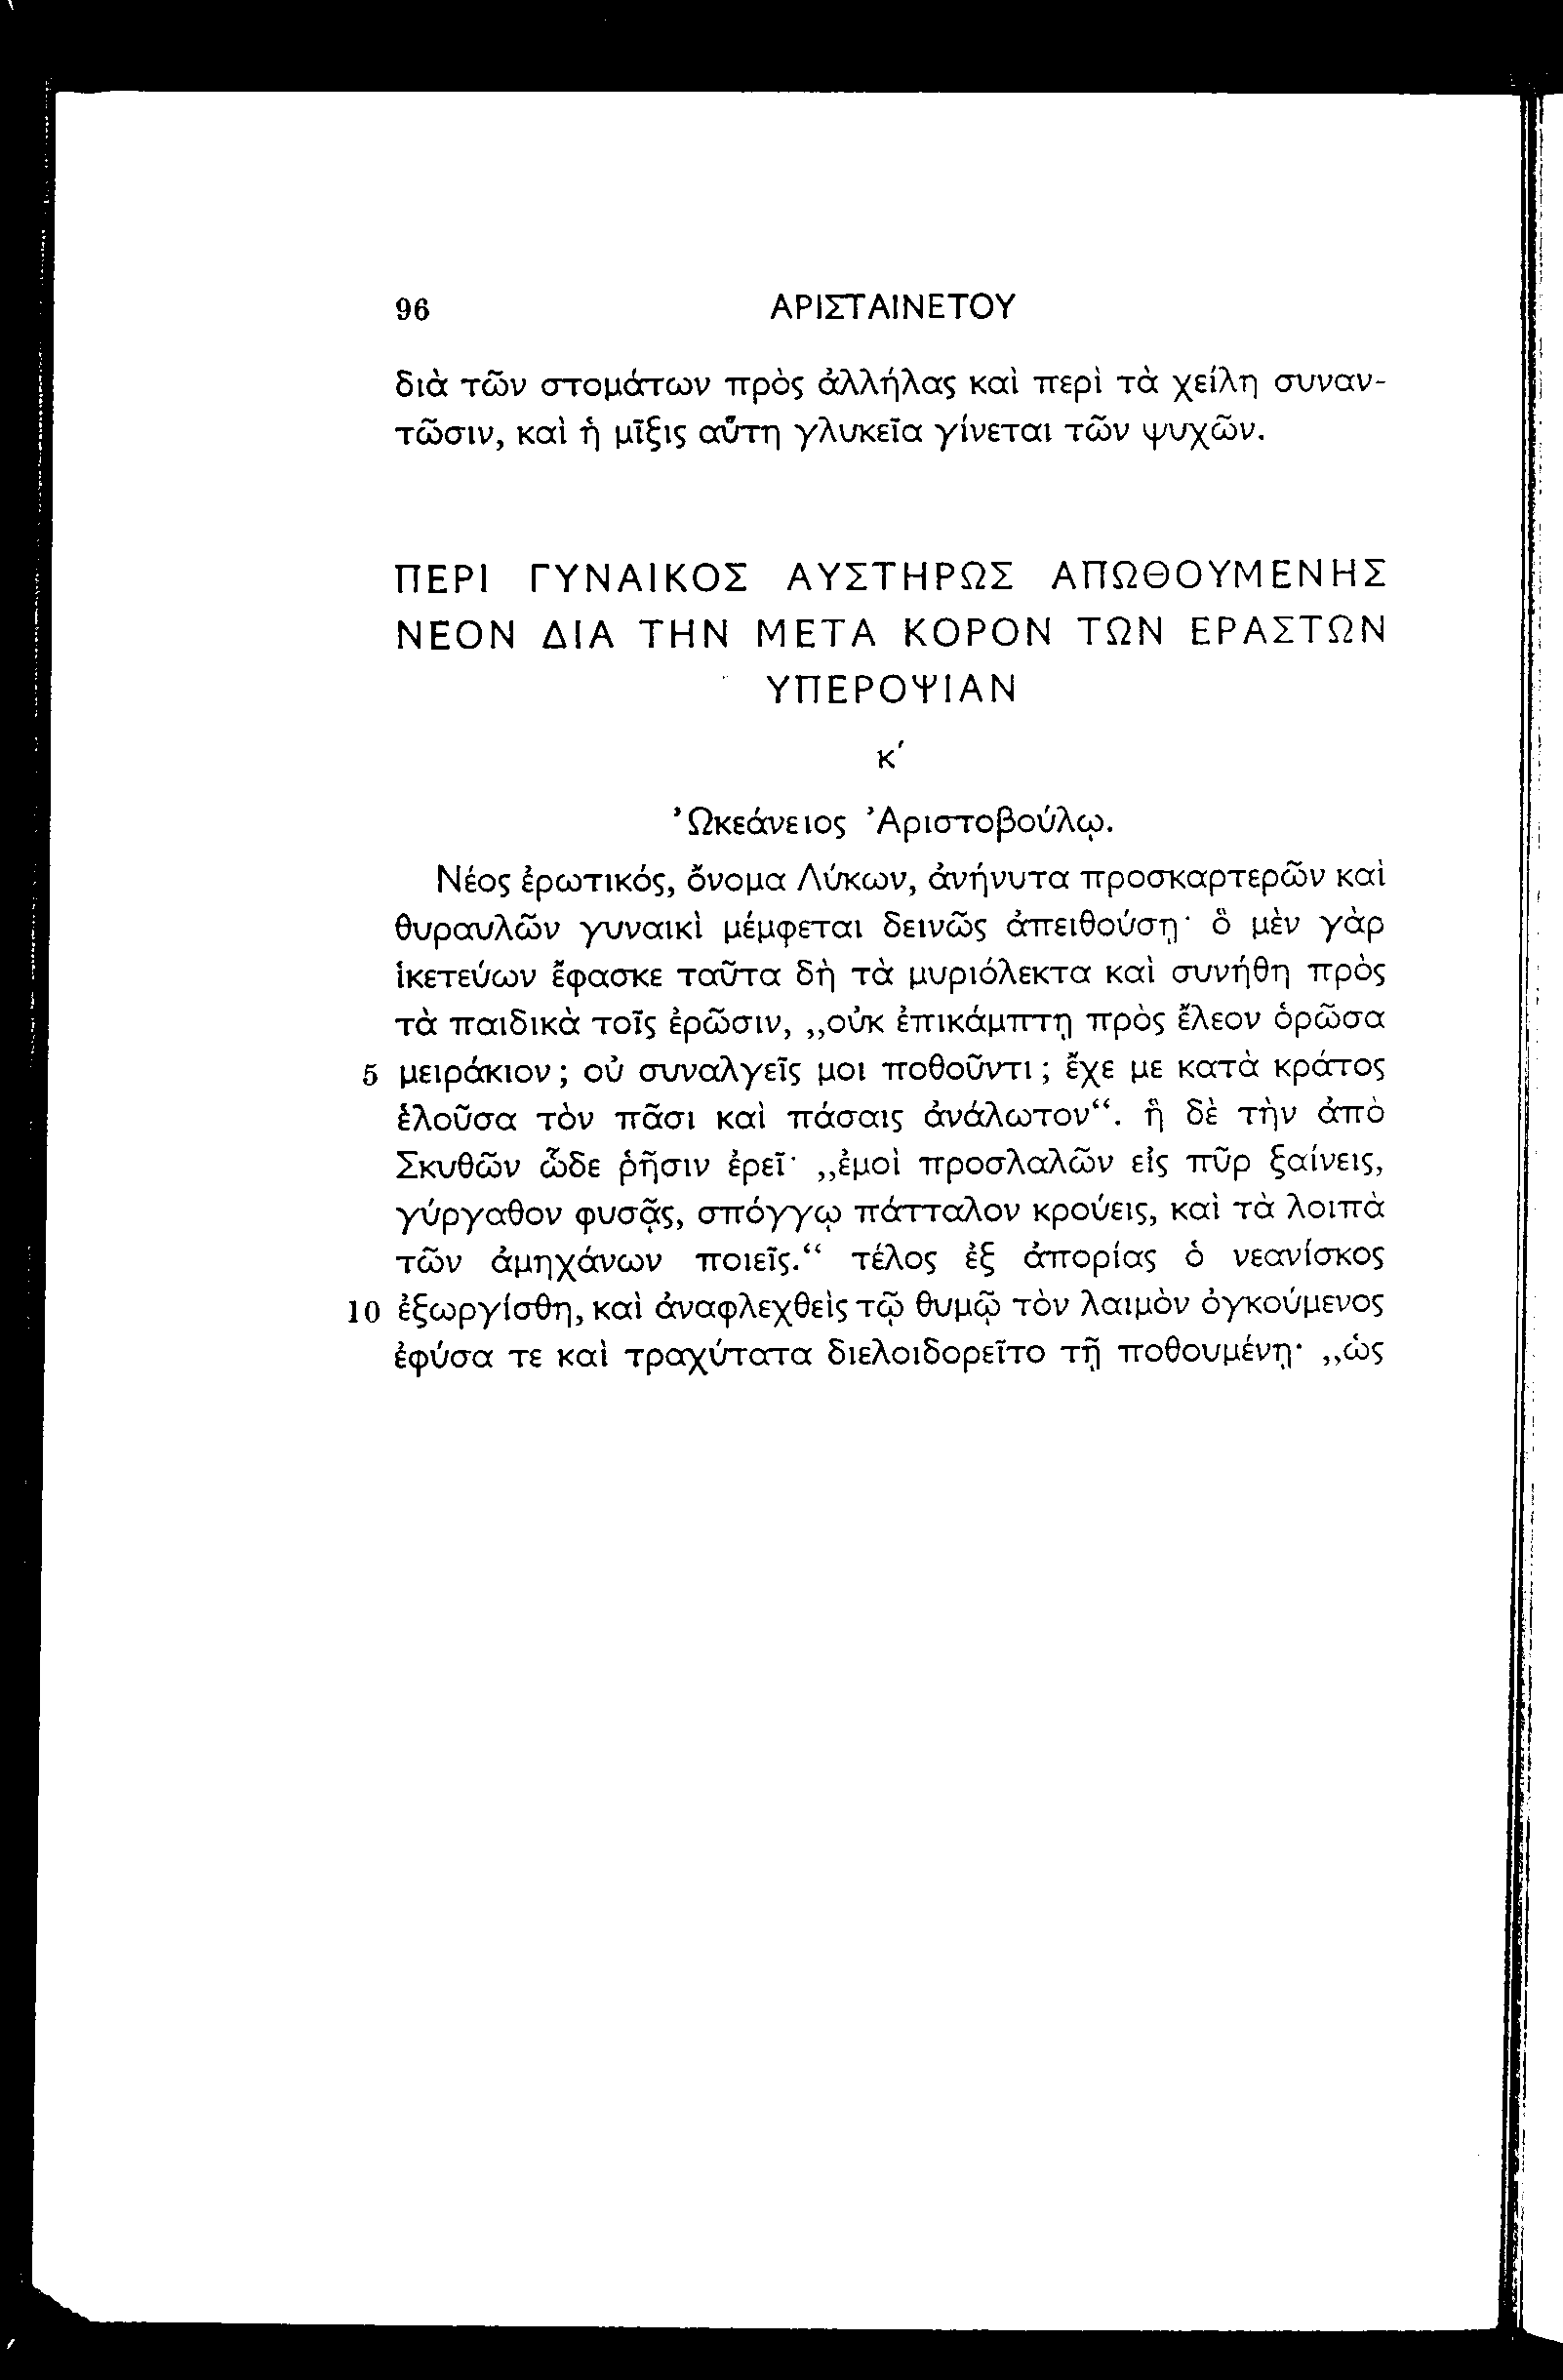 96 ΑΡΙΣΤΑΙΝΕΤΟΥ
διὰ τῶν στομάτων πρὸς ἀλλήλας καὶ περὶ τὰ χείλη συναν-
τῶσιν, καὶ ἡ μῖξις αὕτη γλυκεῖα γίνεται τῶν ψυχῶν.
ΠΕΡΙ ΓΥΝΑΙΚΟΣ ΑΥΣΤΗΡΩΣ ΑΠΩΘΟΥΜΕΝΗΣ
ΝΕΟΝ ΔΙΑ ΤΗΝ ΜΕΤΑ ΚΟΡΟΝ ΤΩΝ ΕΡΑΣΤΩΝ
ΥΠΕΡΟΨΙΑΝ
κ′
Ὠκεάνειος Ἀριστοβούλῳ.
Νέος ἐρωτικός, ὄνομα Λύκων, ἀνήνυτα προσκαρτερῶν καὶ
θυραυλῶν γυναικὶ μέμφεται δεινῶς ἀπειθούσῃ· ὃ μὲν γὰρ
ἱκετεύων ἔφασκε ταῦτα δὴ τὰ μυριόλεκτα καὶ συνήθη πρὸς
τὰ παιδικὰ τοῖς ἐρῶσιν, „οὐκ ἐπικάμπτῃ πρὸς ἔλεον ὁρῶσα
5 μειράκιον; οὐ συναλγεῖς μοι ποθοῦντι; ἔχε με κατὰ κράτος
ἑλοῦσα τὸν πᾶσι καὶ πάσαις ἀνάλωτον“. ἣ δὲ τὴν ἀπὸ
Σκυθῶν ὧδε ῥῆσιν ἐρεῖ· „ἐμοὶ προσλαλῶν εἰς πῦρ ξαίνεις,
γύργαθον φυσᾷς, σπόγγῳ πάτταλον κρούεις, καὶ τὰ λοιπὰ
τῶν ἀμηχάνων ποιεῖς.“ τέλος ἐξ ἀπορίας ὁ νεανίσκος
10 ἐξωργίσθη, καὶ ἀναφλεχθεὶς τῷ θυμῷ τὸν λαιμὸν ὀγκούμενος
ἐφύσα τε καὶ τραχύτατα διελοιδορεῖτο τῇ ποθουμένῃ· „ὡς